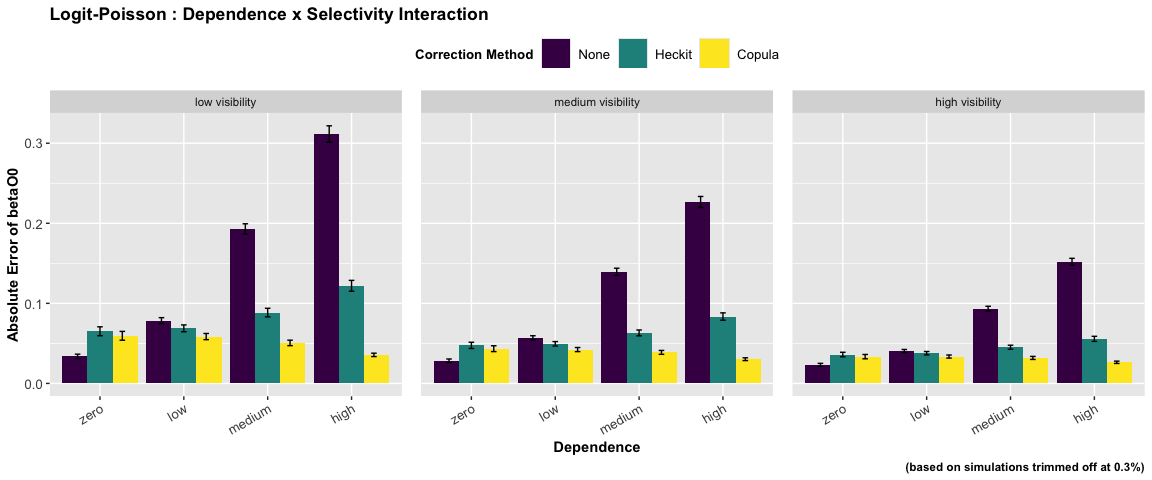 Logit-Poisson : Dependence x Selectivity Interaction
Correction Method None Heckit Copula
low visibility medium visibility high visibility
Absolute Error of betaO0
0.3
0.2
0.1
0.0
zero low medium high zero low medium high zero low medium high
Dependence
(based on simulations trimmed off at 0.3%)